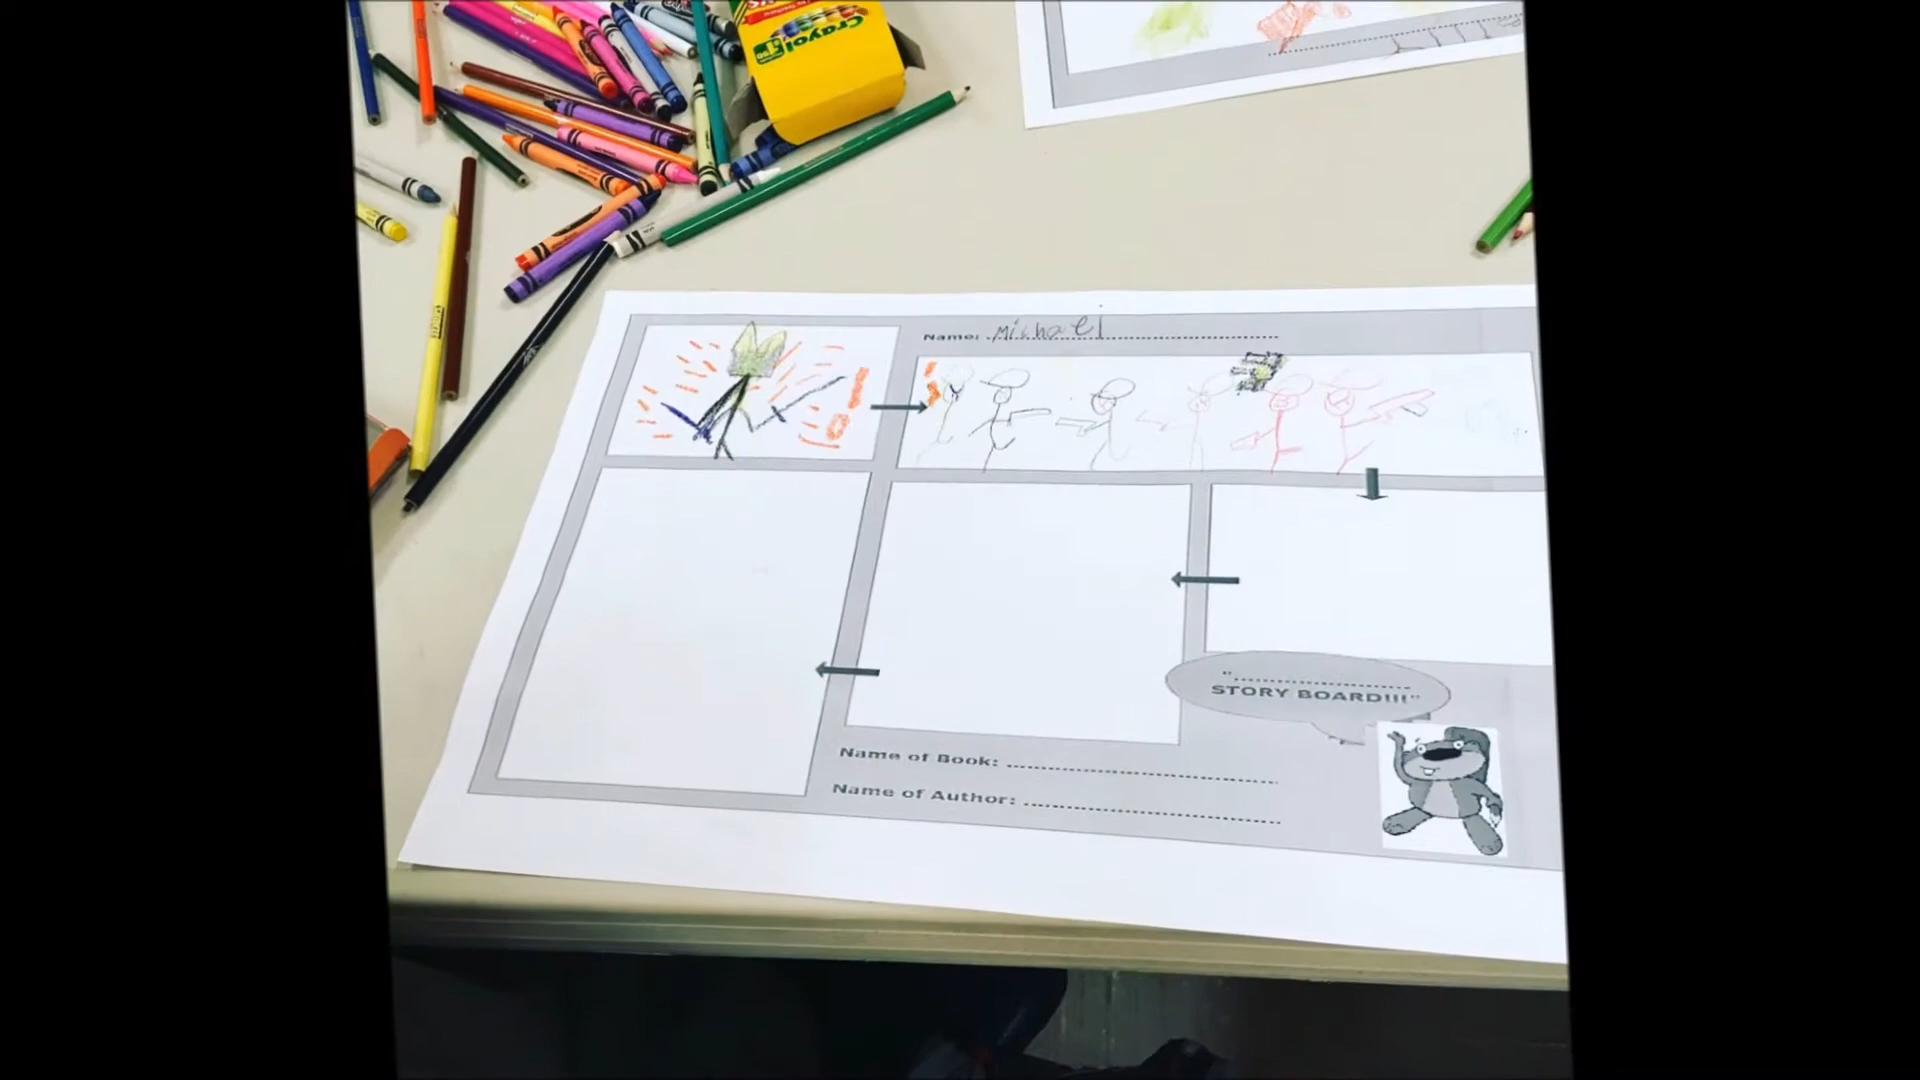 Crayola
Name: Michael
"
STORY BOARD!!!"
Name of Book:
Name of Author: